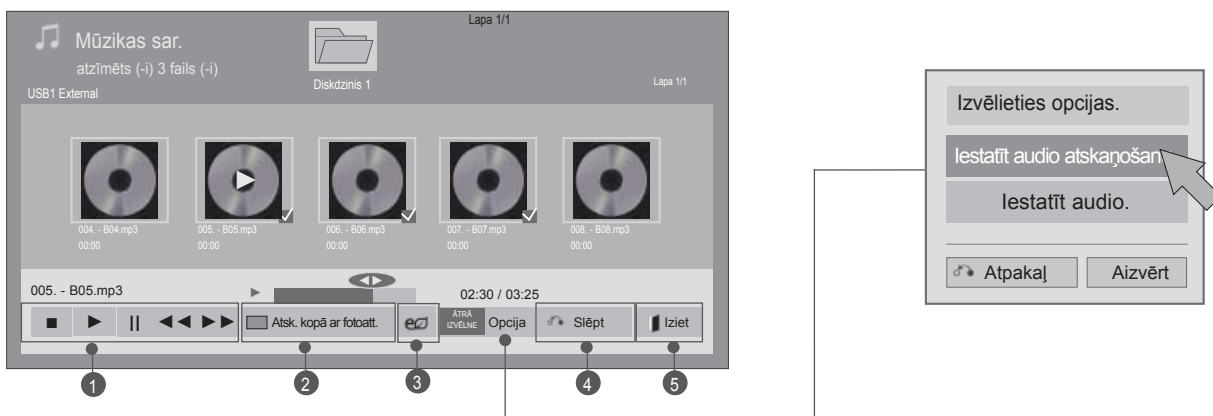 Lapa 1/1
Mūzikas sar.
atzīmēts (-i) 3 fails (-i)
USB1 External
Diskdzinis 1
Lapa 1/1
004. - B04.mp3
00:00
005. - B05.mp3
00:00
006. - B06.mp3
00:00
007. - B07.mp3
00:00
008. - B08.mp3
00:00
005. - B05.mp3
02:30 / 03:25
Atsk. kopā ar fotoatt.
ĀTRĀ
IZVĒLNE
Opcija
Slēpt
Iziet
1
2
3
4
5
Izvēlieties opcijas.
Iestatīt audio atskaņošan
Iestatīt audio.
Atpakaļ
Aizvērt